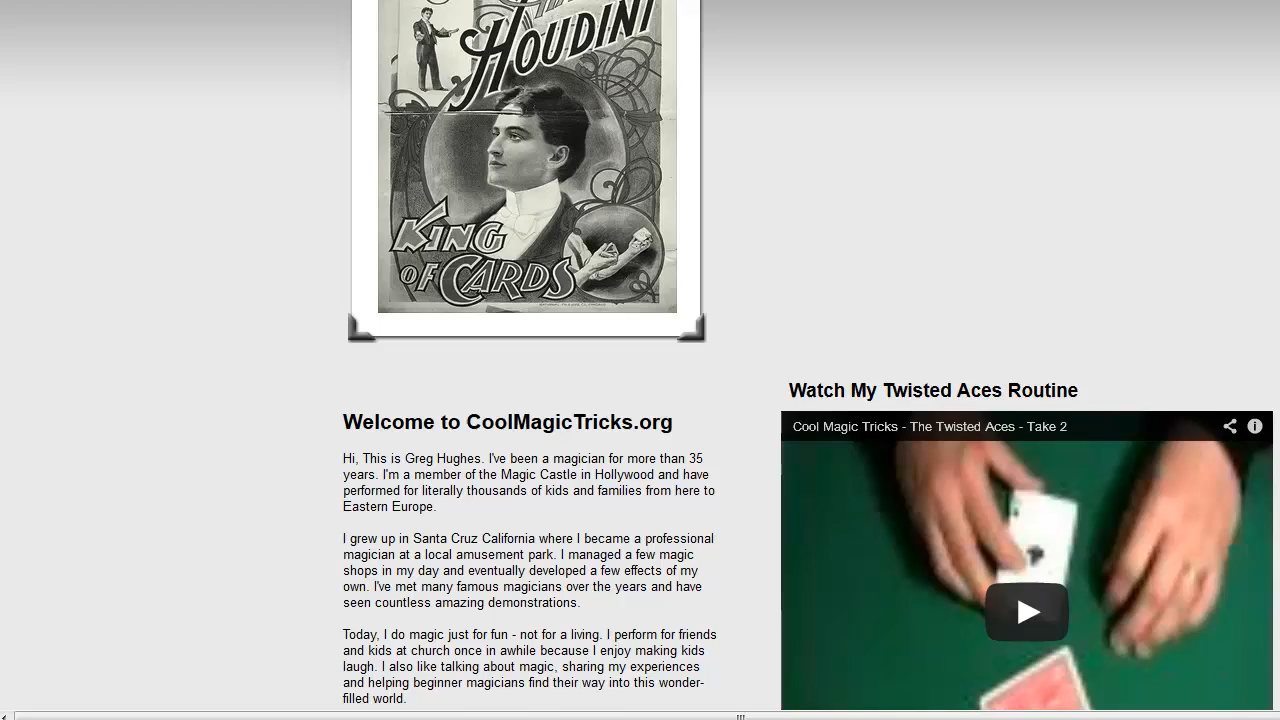 HOUDINI
KING
OF CARDS
Watch My Twisted Aces Routine
Welcome to CoolMagicTricks.org
Cool Magic Tricks - The Twisted Aces - Take 2
Hi, This is Greg Hughes. I've been a magician for more than 35
years. I'm a member of the Magic Castle in Hollywood and have
performed for literally thousands of kids and families from here to
Eastern Europe.
I grew up in Santa Cruz California where I became a professional
magician at a local amusement park. I managed a few magic
shops in my day and eventually developed a few effects of my
own. I've met many famous magicians over the years and have
seen countless amazing demonstrations.
Today, I do magic just for fun - not for a living. I perform for friends
and kids at church once in awhile because I enjoy making kids
laugh. I also like talking about magic, sharing my experiences
and helping beginner magicians find their way into this wonder-
filled world.